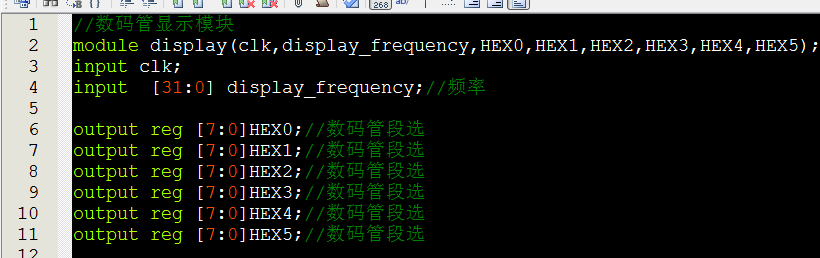 268
ab/
1 //数码管显示模块
2 module display(clk,display_frequency,HEX0,HEX1,HEX2,HEX3,HEX4,HEX5);
3 input clk;
4 input  [31:0] display_frequency;//频率
5
6 output reg [7:0]HEX0;//数码管段选
7 output reg [7:0]HEX1;//数码管段选
8 output reg [7:0]HEX2;//数码管段选
9 output reg [7:0]HEX3;//数码管段选
10 output reg [7:0]HEX4;//数码管段选
11 output reg [7:0]HEX5;//数码管段选
12